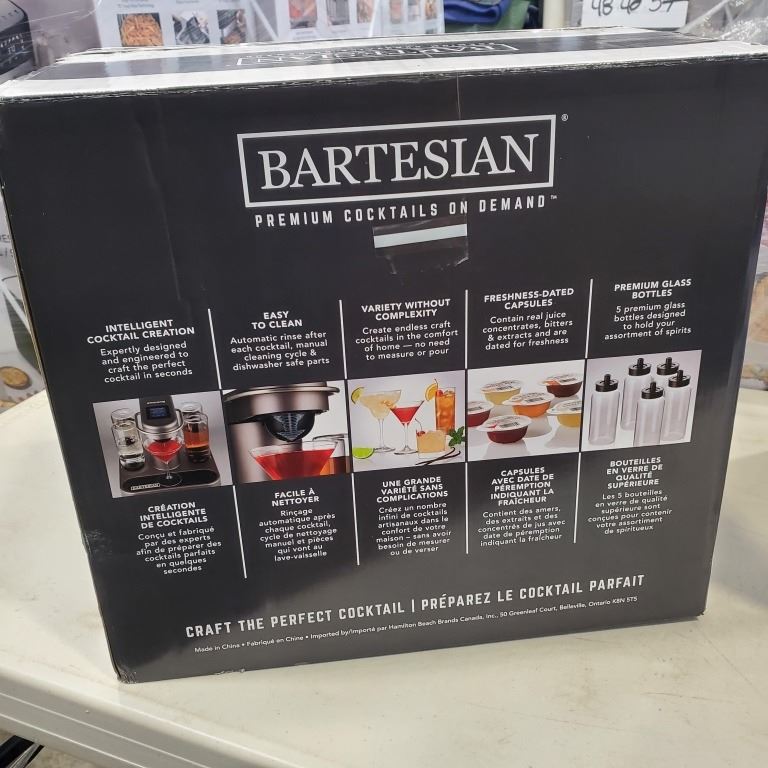 48 40 57
BARTESIAN
BARTESIAN®
PREMIUM COCKTAILS ON DEMAND™
INTELLIGENT
COCKTAIL CREATION
Expertly designed
and engineered to
craft the perfect
cocktail in seconds
EASY
TO CLEAN
Automatic rinse after
each cocktail, manual
cleaning cycle &
dishwasher safe parts
VARIETY WITHOUT
COMPLEXITY
Create endless craft
cocktails in the comfort
of home — no need
to measure or pour
FRESHNESS-DATED
CAPSULES
Contain real juice
concentrates, bitters
& extracts and are
dated for freshness
PREMIUM GLASS
BOTTLES
5 premium glass
bottles designed
to hold your
assortment of spirits
BARTESIAN
CRÉATION
INTELLIGENTE
DE COCKTAILS
Conçu et fabriqué
par des experts
afin de préparer des
cocktails parfaits
en quelques
secondes
FACILE À
NETTOYER
Rinçage
automatique après
chaque cocktail,
cycle de nettoyage
manuel et pièces
qui vont au
lave-vaisselle
UNE GRANDE
VARIÉTÉ SANS
COMPLICATIONS
Créez un nombre
infini de cocktails
artisanaux dans le
confort de votre
maison – sans avoir
besoin de mesurer
ou de verser
CAPSULES
AVEC DATE DE
PÉREMPTION
INDIQUANT LA
FRAÎCHEUR
Contient des amers,
des extraits et des
concentrés de jus avec
date de péremption
indiquant la fraîcheur
BOUTEILLES
EN VERRE DE
QUALITÉ
SUPÉRIEURE
Les 5 bouteilles
en verre de qualité
supérieure sont
conçues pour contenir
votre assortiment
de spiritueux
CRAFT THE PERFECT COCKTAIL | PRÉPAREZ LE COCKTAIL PARFAIT
Made in China • Fabriqué en Chine • Imported by/Importé par Hamilton Beach Brands Canada, Inc., 50 Greenleaf Court, Belleville, Ontario K8N 5T5